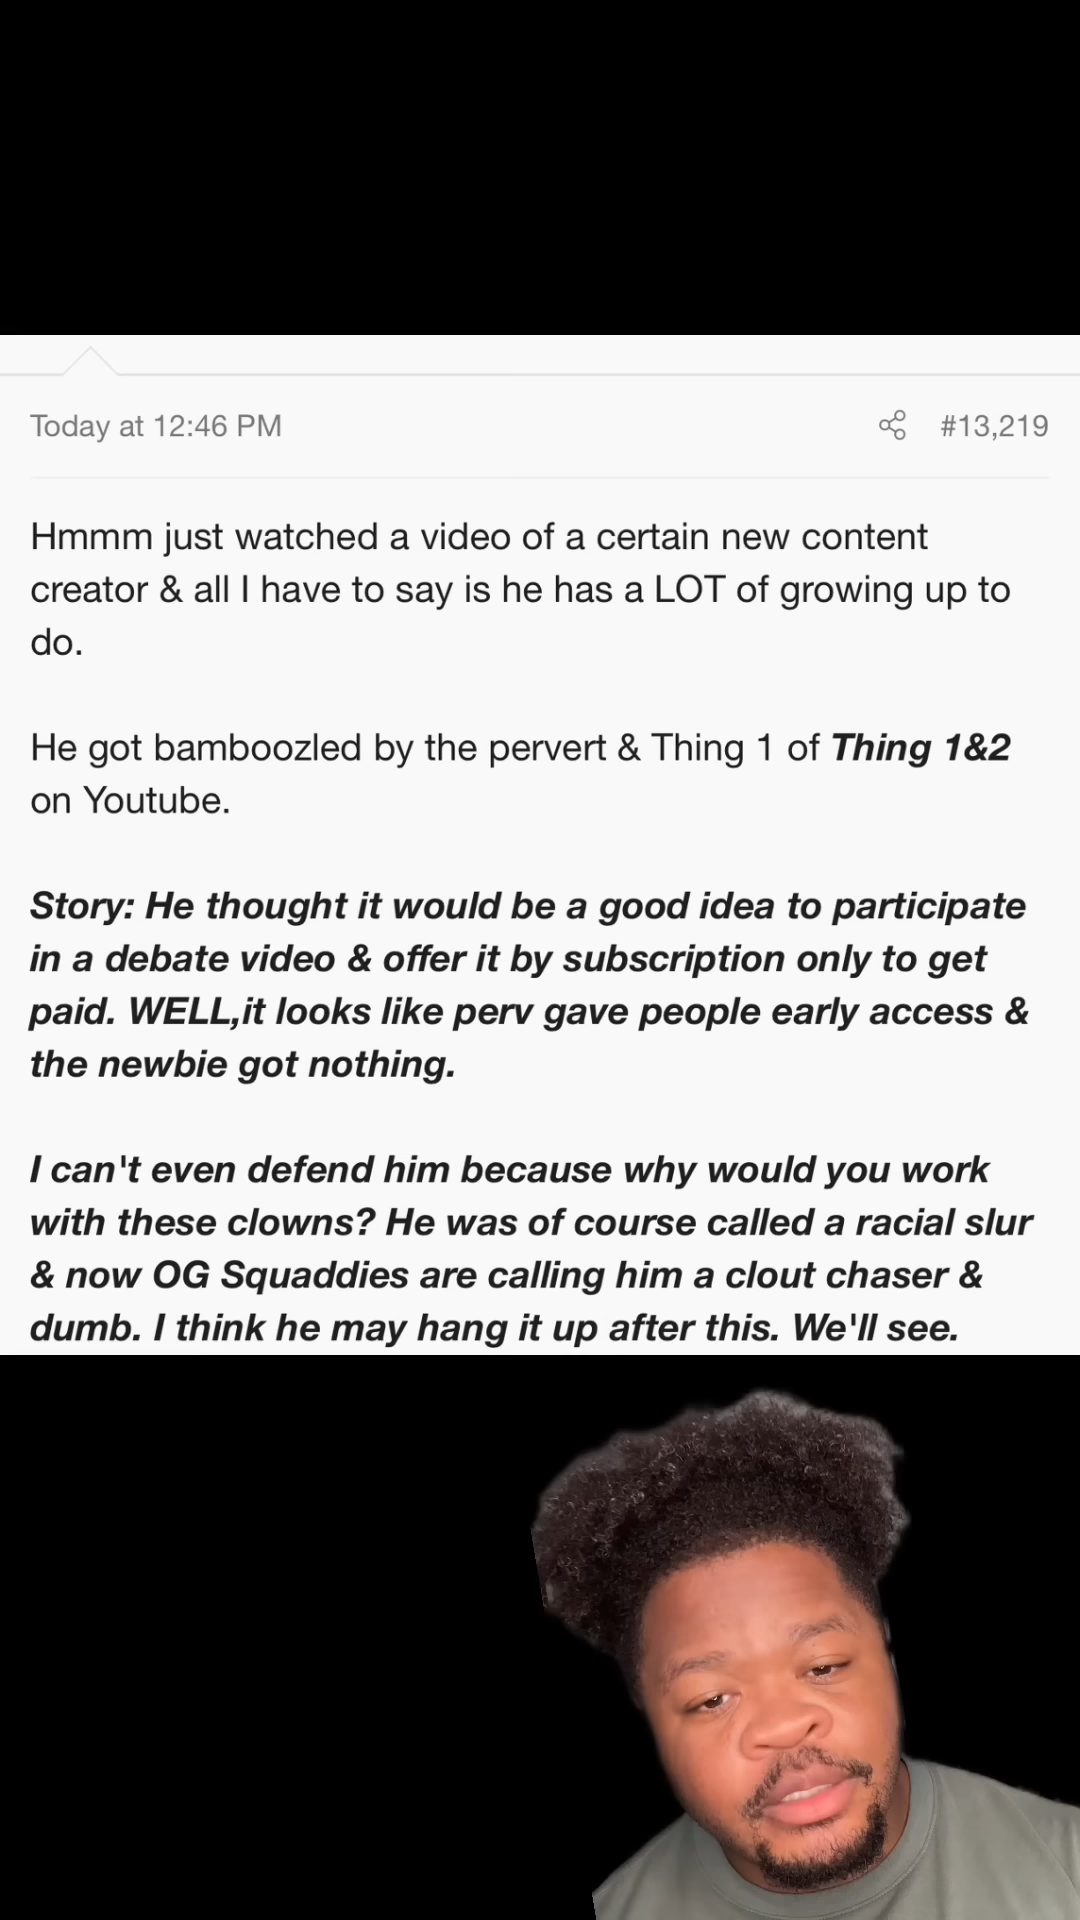 Today at 12:46 PM #13,219
Hmmm just watched a video of a certain new content
creator & all I have to say is he has a LOT of growing up to
do.
He got bamboozled by the pervert & Thing 1 of Thing 1&2
on Youtube.
Story: He thought it would be a good idea to participate
in a debate video & offer it by subscription only to get
paid. WELL,it looks like perv gave people early access &
the newbie got nothing.
I can't even defend him because why would you work
with these clowns? He was of course called a racial slur
& now OG Squaddies are calling him a clout chaser &
dumb. I think he may hang it up after this. We'll see.